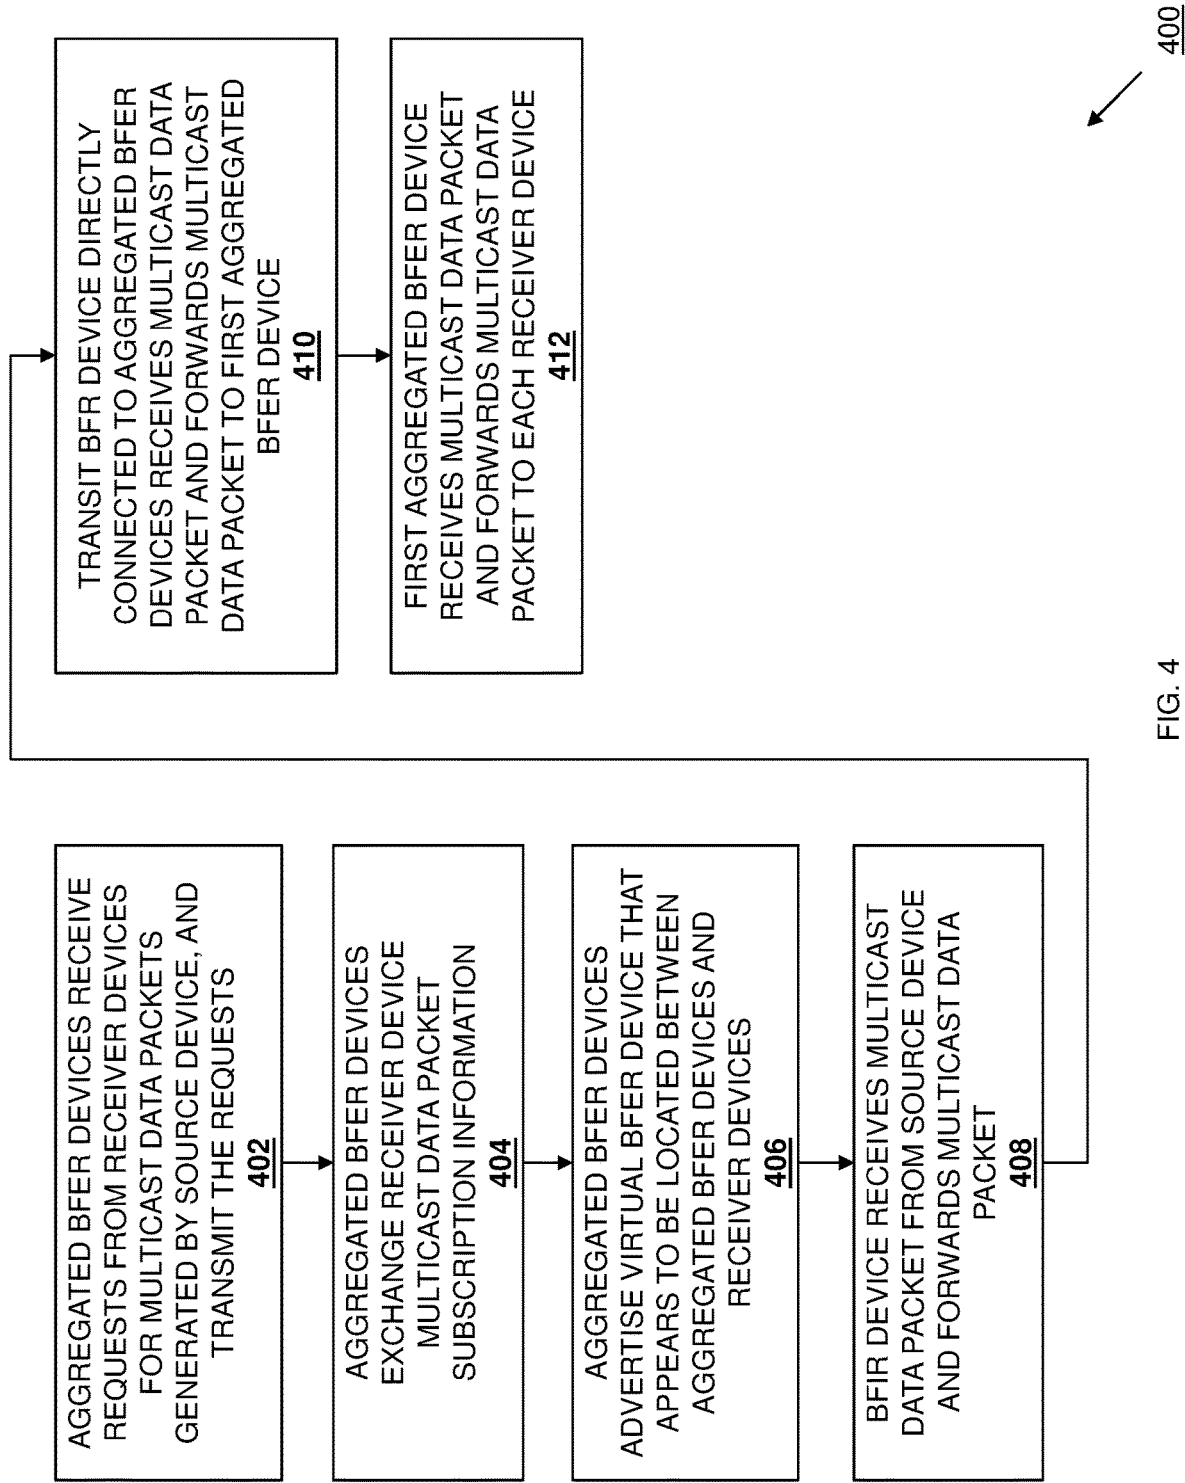 AGGREGATED BFER DEVICES RECEIVE
REQUESTS FROM RECEIVER DEVICES
FOR MULTICAST DATA PACKETS
GENERATED BY SOURCE DEVICE, AND
TRANSMIT THE REQUESTS
402
AGGREGATED BFER DEVICES
EXCHANGE RECEIVER DEVICE
MULTICAST DATA PACKET
SUBSCRIPTION INFORMATION
404
AGGREGATED BFER DEVICES
ADVERTISE VIRTUAL BFER DEVICE THAT
APPEARS TO BE LOCATED BETWEEN
AGGREGATED BFER DEVICES AND
RECEIVER DEVICES
406
BFIR DEVICE RECEIVES MULTICAST
DATA PACKET FROM SOURCE DEVICE
AND FORWARDS MULTICAST DATA
PACKET
408
TRANSIT BFR DEVICE DIRECTLY
CONNECTED TO AGGREGATED BFER
DEVICES RECEIVES MULTICAST DATA
PACKET AND FORWARDS MULTICAST
DATA PACKET TO FIRST AGGREGATED
BFER DEVICE
410
FIRST AGGREGATED BFER DEVICE
RECEIVES MULTICAST DATA PACKET
AND FORWARDS MULTICAST DATA
PACKET TO EACH RECEIVER DEVICE
412
400
FIG. 4